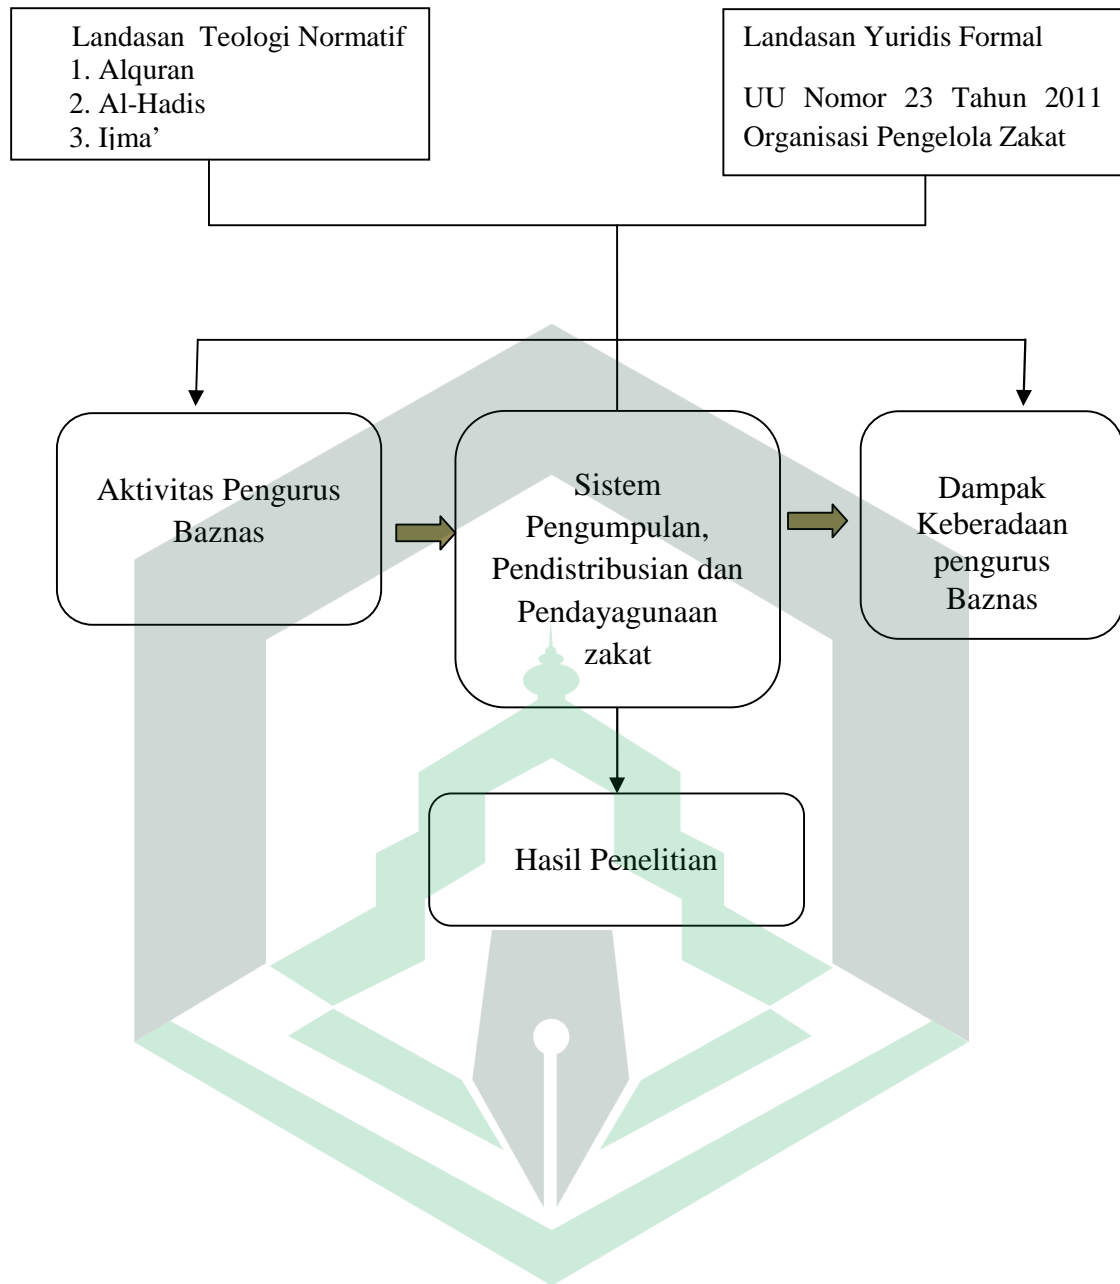 Landasan Teologi Normatif
1. Alquran
2. Al-Hadis
3. Ijma’
Landasan Yuridis Formal
UU Nomor 23 Tahun 2011
Organisasi Pengelola Zakat
Aktivitas Pengurus
Baznas
Sistem
Pengumpulan,
Pendistribusian dan
Pendayagunaan
zakat
Dampak
Keberadaan
pengurus
Baznas
Hasil Penelitian